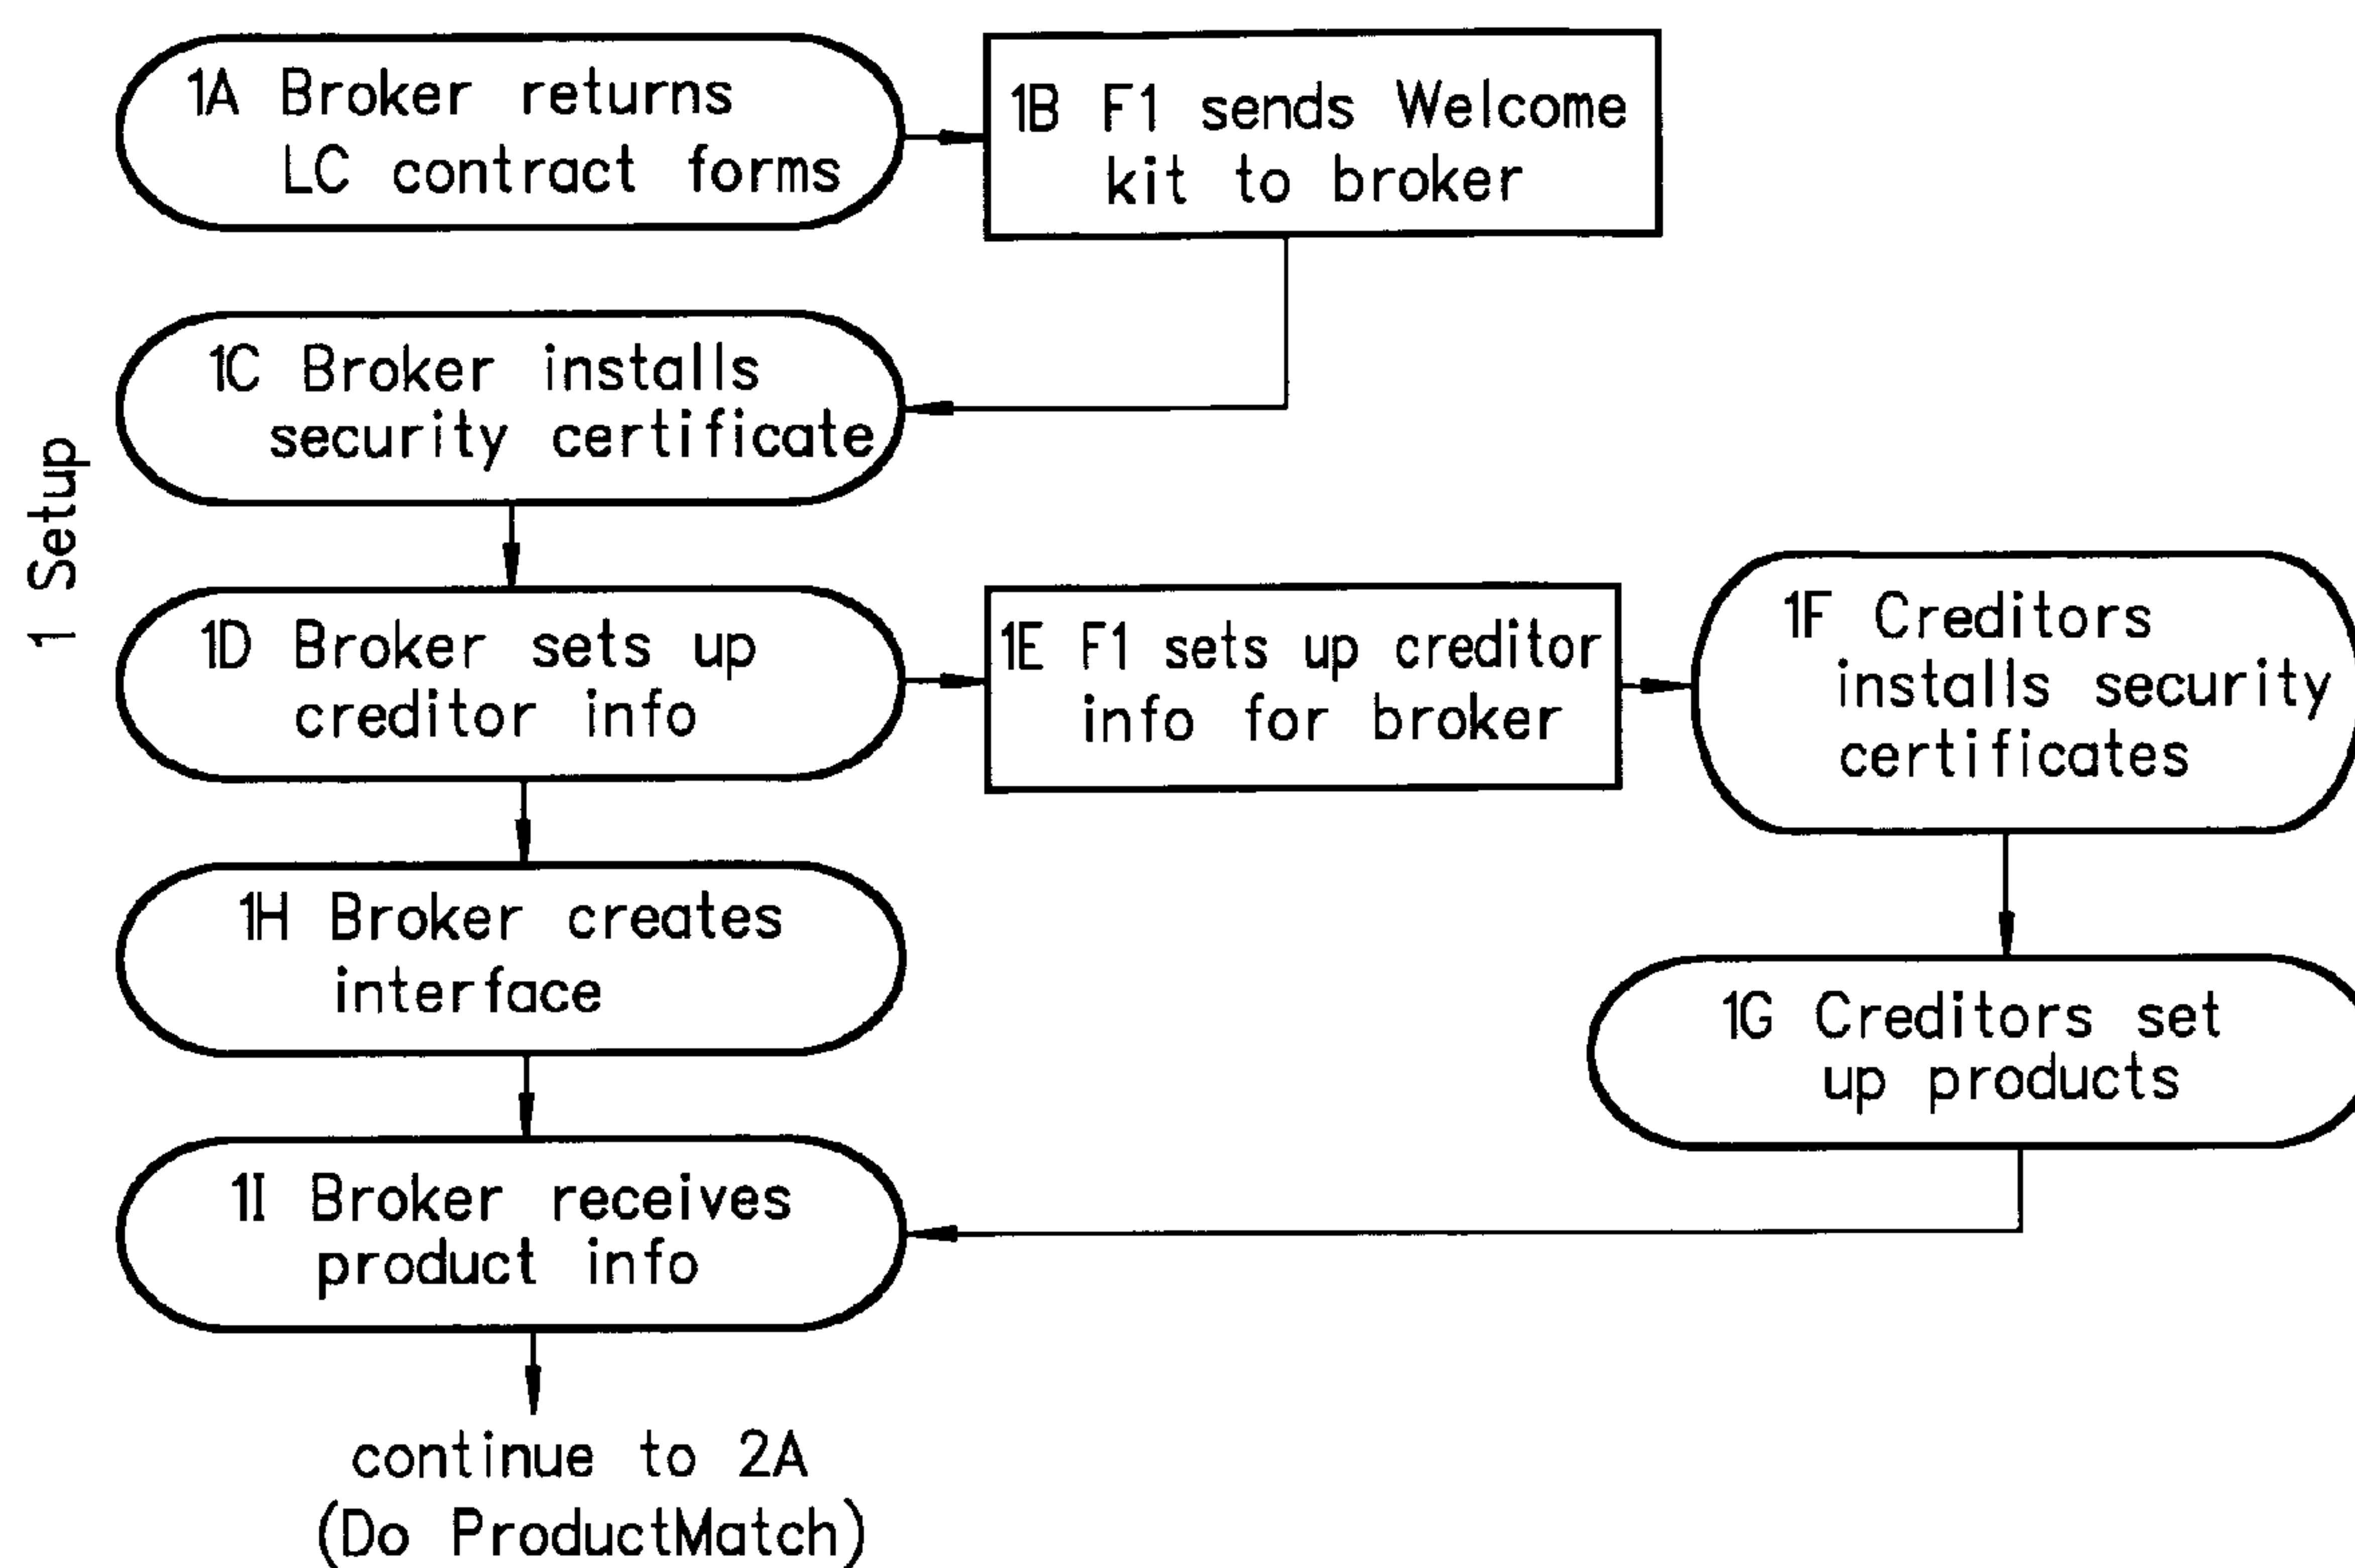 1A Broker returns
LC contract forms
1B F1 sends Welcome
kit to broker
1C Broker installs
security certificate
1 Setup
1D Broker sets up
creditor info
1E F1 sets up creditor
info for broker
1F Creditors
installs security
certificates
1H Broker creates
interface
1G Creditors set
up products
1I Broker receives
product info
continue to 2A
(Do ProductMatch)